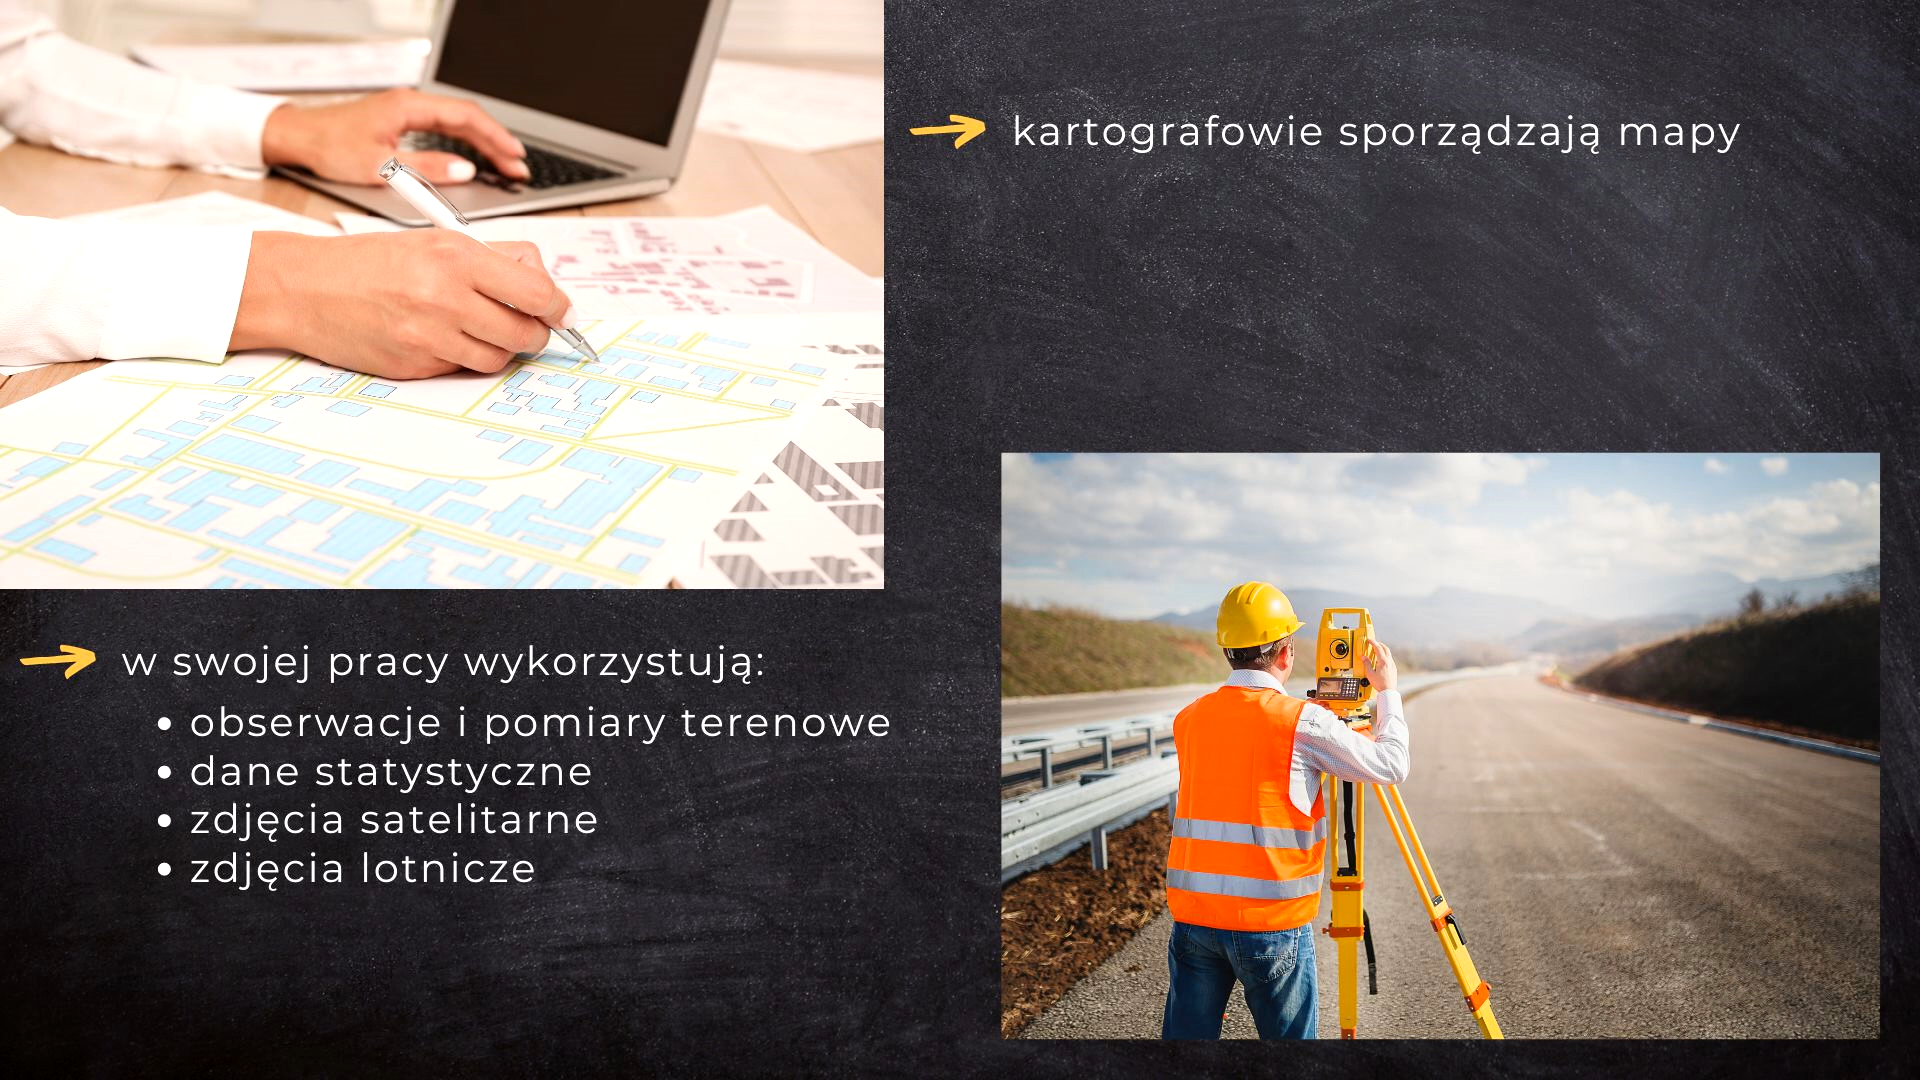 kartografowie sporządzają mapy
w swojej pracy wykorzystują:
• obserwacje i pomiary terenowe
• dane statystyczne
• zdjęcia satelitarne
• zdjęcia lotnicze